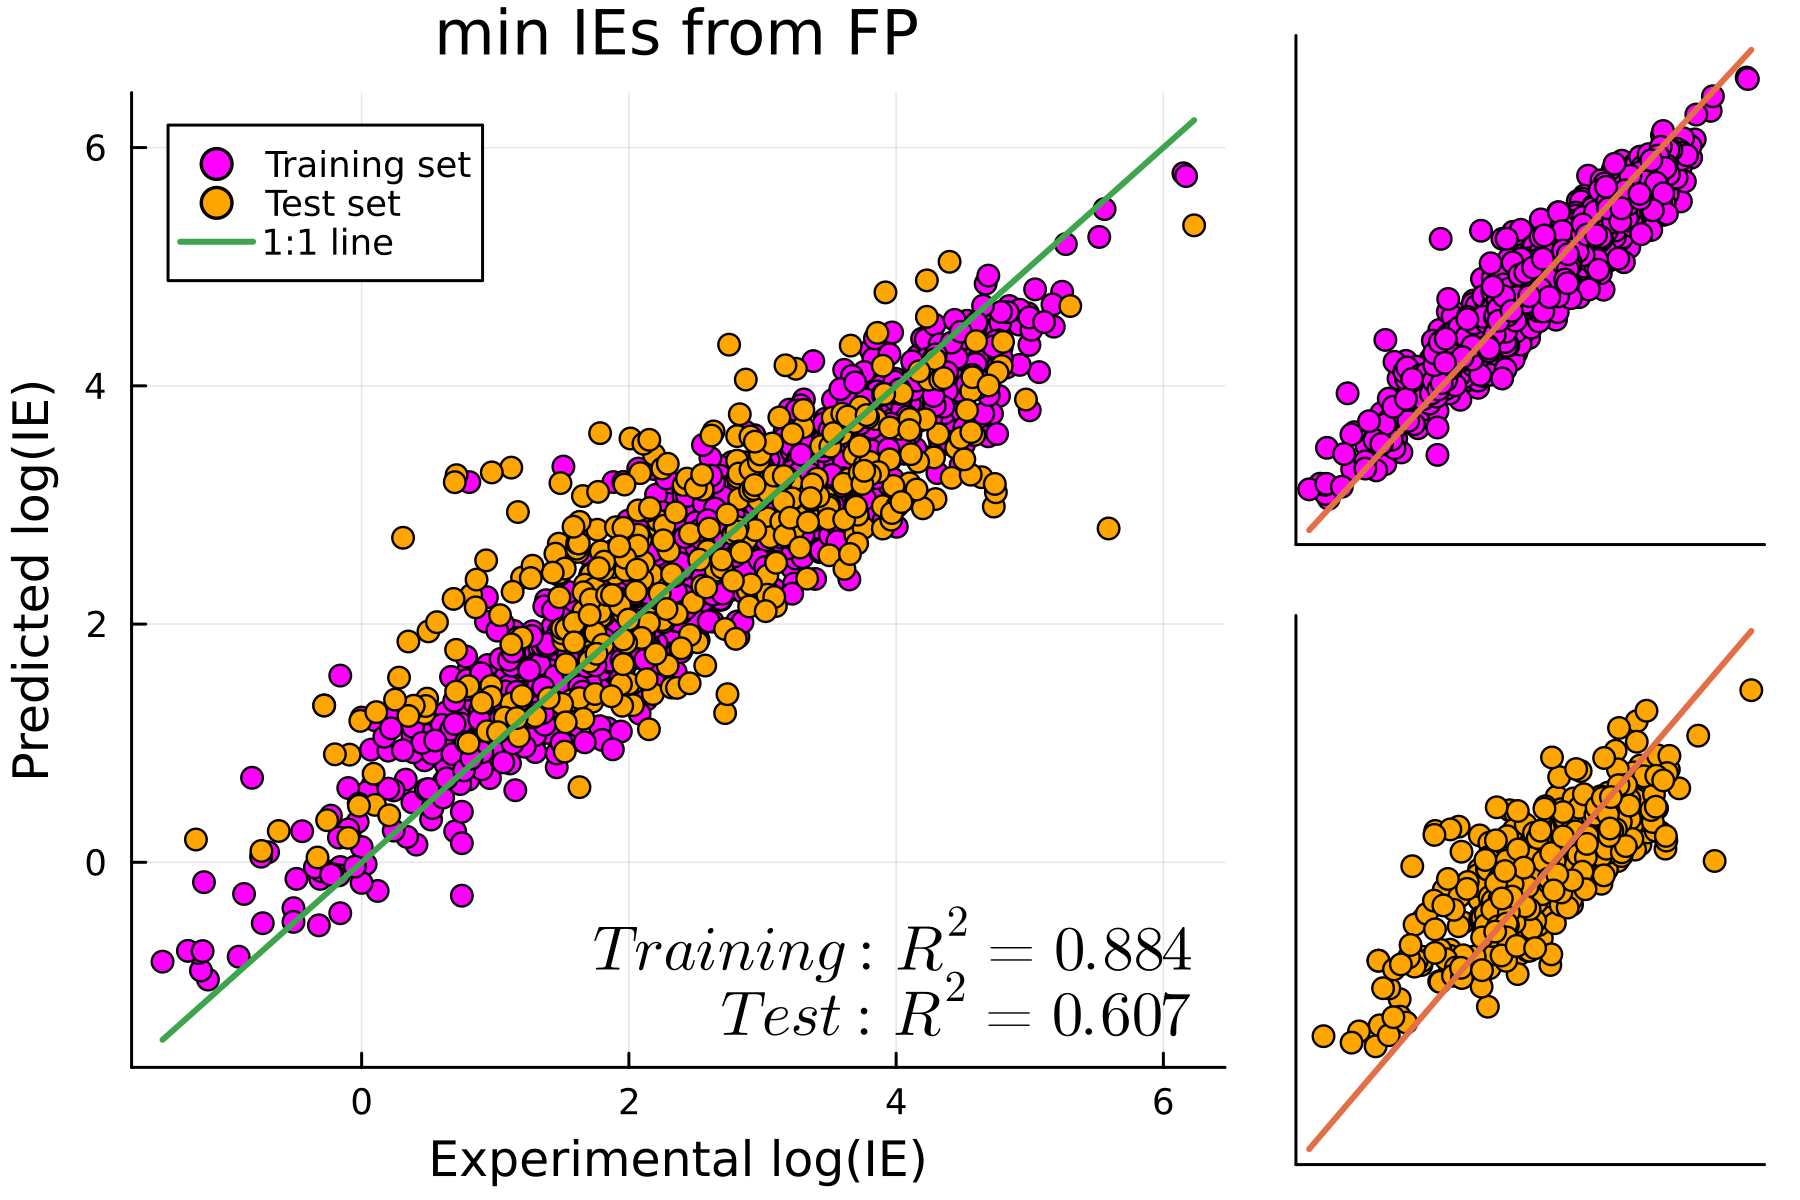 min IEs from FP
Training set
Test set
1:1 line
6
4
2
0
Predicted log(IE)
Training: R² = 0.884
Test: R² = 0.607
0 2 4 6
Experimental log(IE)